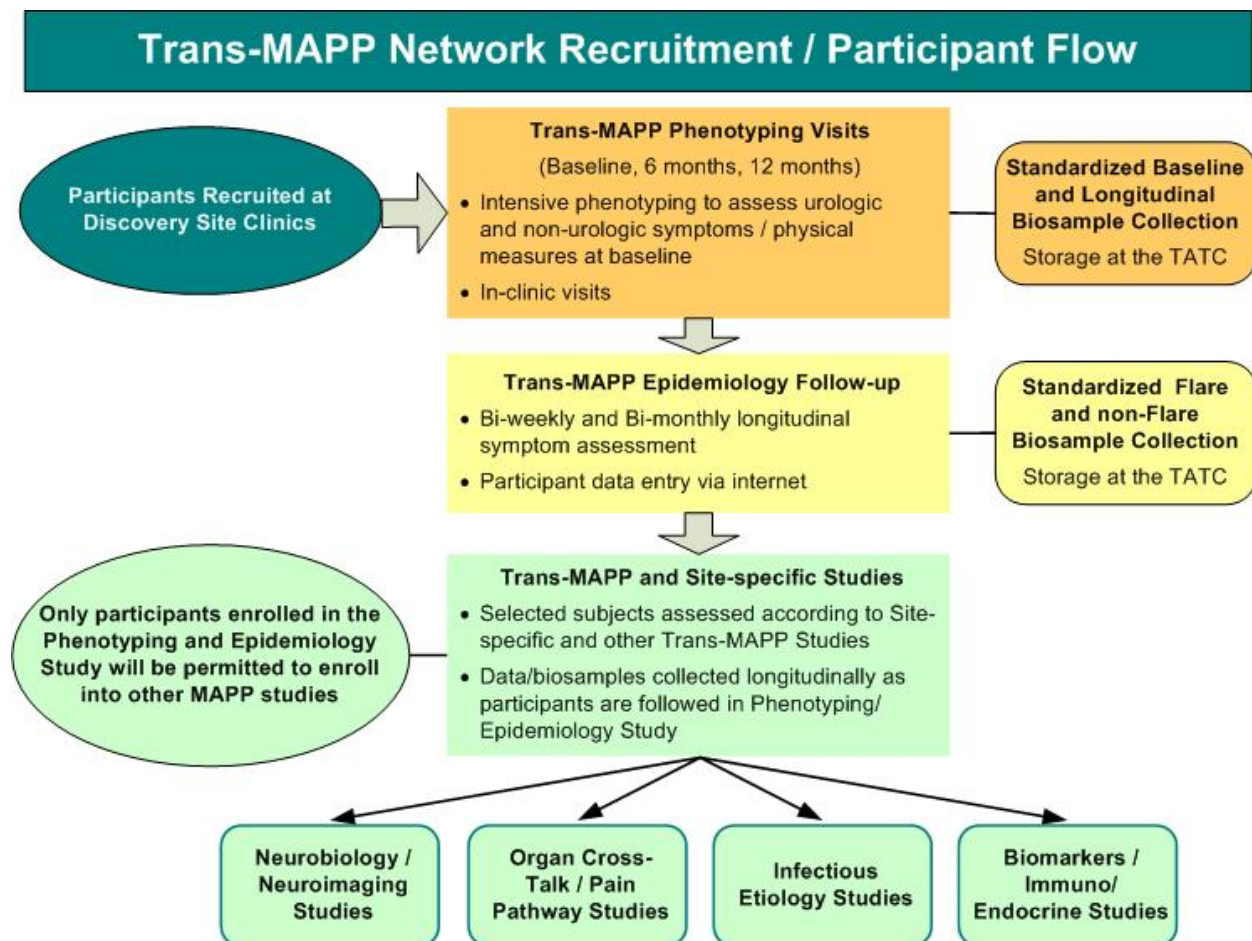 Trans-MAPP Network Recruitment / Participant Flow
Participants Recruited at
Discovery Site Clinics
Trans-MAPP Phenotyping Visits
(Baseline, 6 months, 12 months)
• Intensive phenotyping to assess urologic
and non-urologic symptoms / physical
measures at baseline
• In-clinic visits
Standardized Baseline
and Longitudinal
Biosample Collection
Storage at the TATC
Trans-MAPP Epidemiology Follow-up
• Bi-weekly and Bi-monthly longitudinal
symptom assessment
• Participant data entry via internet
Standardized Flare
and non-Flare
Biosample Collection
Storage at the TATC
Only participants enrolled in the
Phenotyping and Epidemiology
Study will be permitted to enroll
into other MAPP studies
Trans-MAPP and Site-specific Studies
• Selected subjects assessed according to Site-
specific and other Trans-MAPP Studies
• Data/biosamples collected longitudinally as
participants are followed in Phenotyping/
Epidemiology Study
Neurobiology /
Neuroimaging
Studies
Organ Cross-
Talk / Pain
Pathway Studies
Infectious
Etiology Studies
Biomarkers /
Immuno/
Endocrine Studies